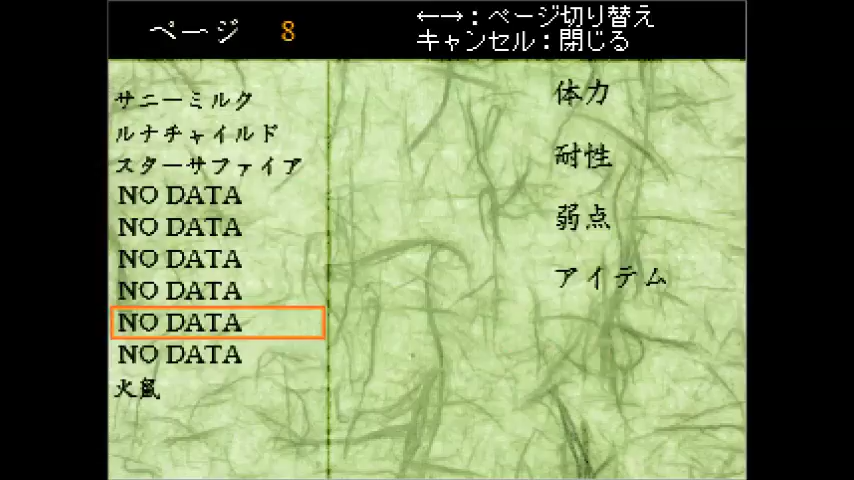 ページ 8
←→：ページ切り替え
キャンセル：閉じる
サニーミルク
ルナチャイルド
スターサファイア
NO DATA
NO DATA
NO DATA
NO DATA
NO DATA
NO DATA
火鼠
体力
耐性
弱点
アイテム